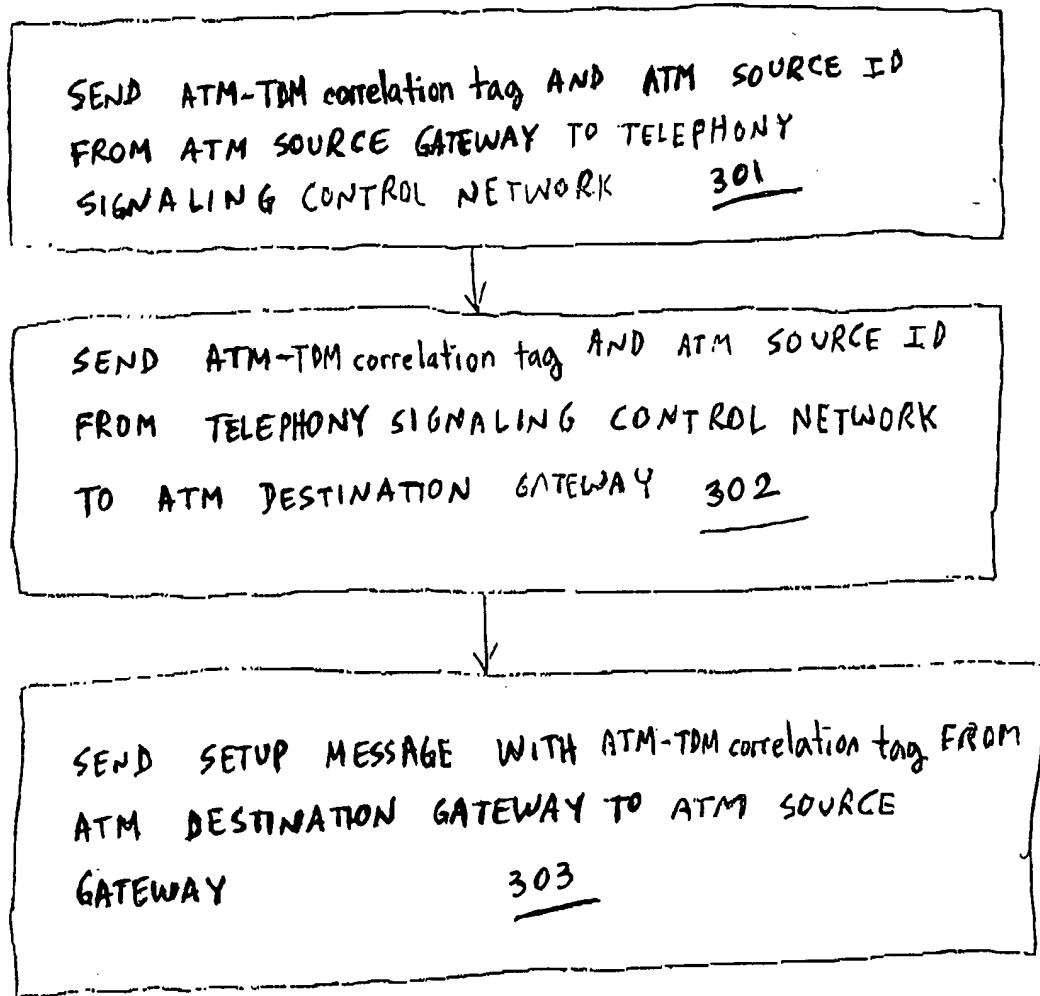 SEND ATM-TDM correlation tag AND ATM SOURCE ID
FROM ATM SOURCE GATEWAY TO TELEPHONY
SIGNALING CONTROL NETWORK 301
SEND ATM-TDM correlation tag AND ATM SOURCE ID
FROM TELEPHONY SIGNALING CONTROL NETWORK
TO ATM DESTINATION GATEWAY 302
SEND SETUP MESSAGE WITH ATM-TDM correlation tag FROM
ATM DESTINATION GATEWAY TO ATM SOURCE
GATEWAY 303